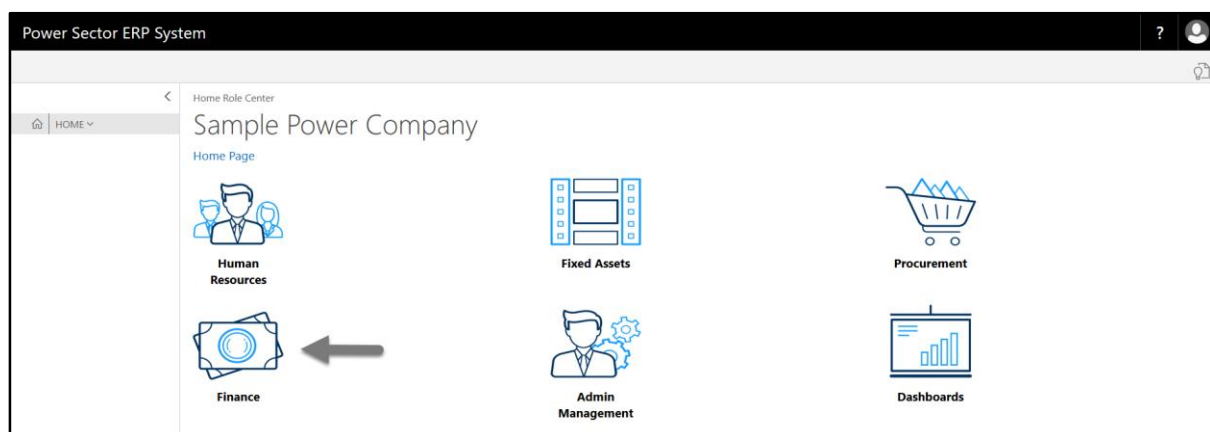 Power Sector ERP System
?
Home Role Center
HOME
Sample Power Company
Home Page
Human
Resources
Fixed Assets
Procurement
Finance
Admin
Management
Dashboards